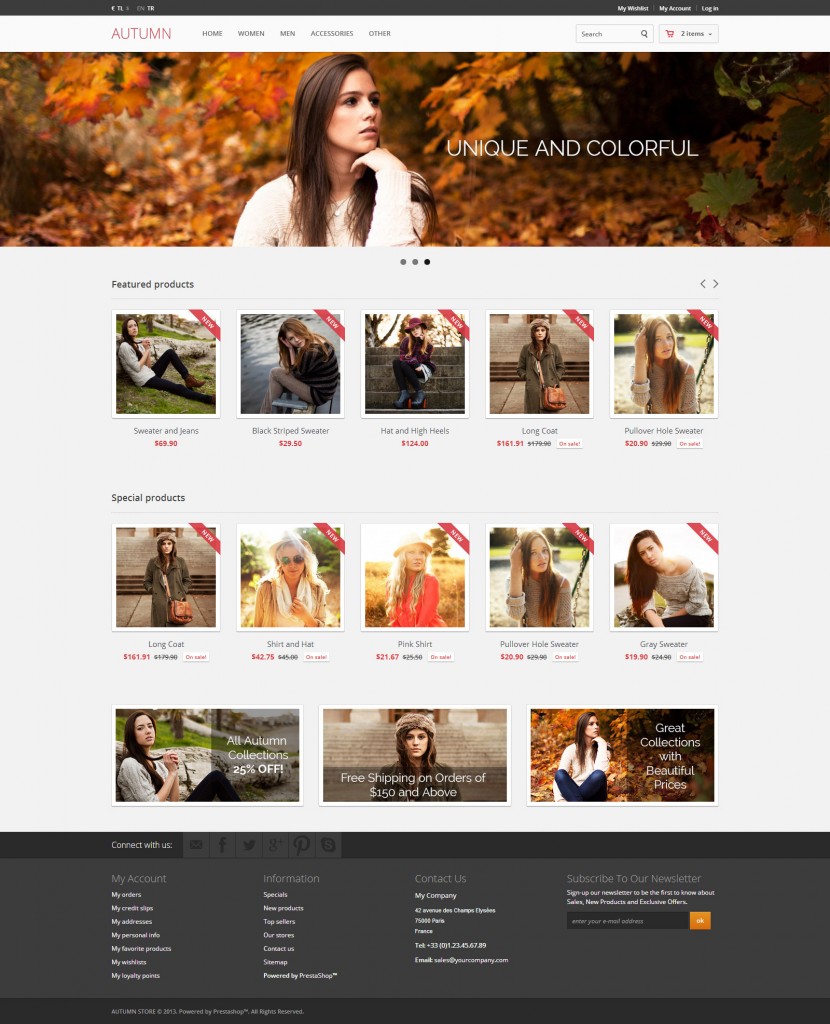 € TL $ EN TR
My Wishlist My Account Log in
AUTUMN HOME WOMEN MEN ACCESSORIES OTHER Search 2 items
UNIQUE AND COLORFUL
Featured products
NEW NEW NEW NEW NEW
Sweater and Jeans
$69.90
Black Striped Sweater
$29.50
Hat and High Heels
$124.00
Long Coat
$161.91 $179.90 On sale!
Pullover Hole Sweater
$20.90 $29.90 On sale!
Special products
NEW NEW NEW NEW NEW
Long Coat
$161.91 $179.90 On sale!
Shirt and Hat
$42.75 $45.00 On sale!
Pink Shirt
$21.67 $25.50 On sale!
Pullover Hole Sweater
$20.90 $29.90 On sale!
Gray Sweater
$19.90 $24.90 On sale!
All Autumn
Collections
25% OFF!
Free Shipping on Orders of
$150 and Above
Great
Collections
with
Beautiful
Prices
Connect with us:
My Account
My orders
My credit slips
My addresses
My personal info
My favorite products
My wishlists
My loyalty points
Information
Specials
New products
Top sellers
Our stores
Contact us
Sitemap
Powered by PrestaShop™
Contact Us
My Company
42 avenue des Champs Elysées
75000 Paris
France
Tel: +33 (0)1.23.45.67.89
Email: sales@yourcompany.com
Subscribe To Our Newsletter
Sign-up our newsletter to be the first to know about
Sales, New Products and Exclusive Offers.
enter your e-mail address ok
AUTUMN STORE © 2013. Powered by Prestashop™. All Rights Reserved.